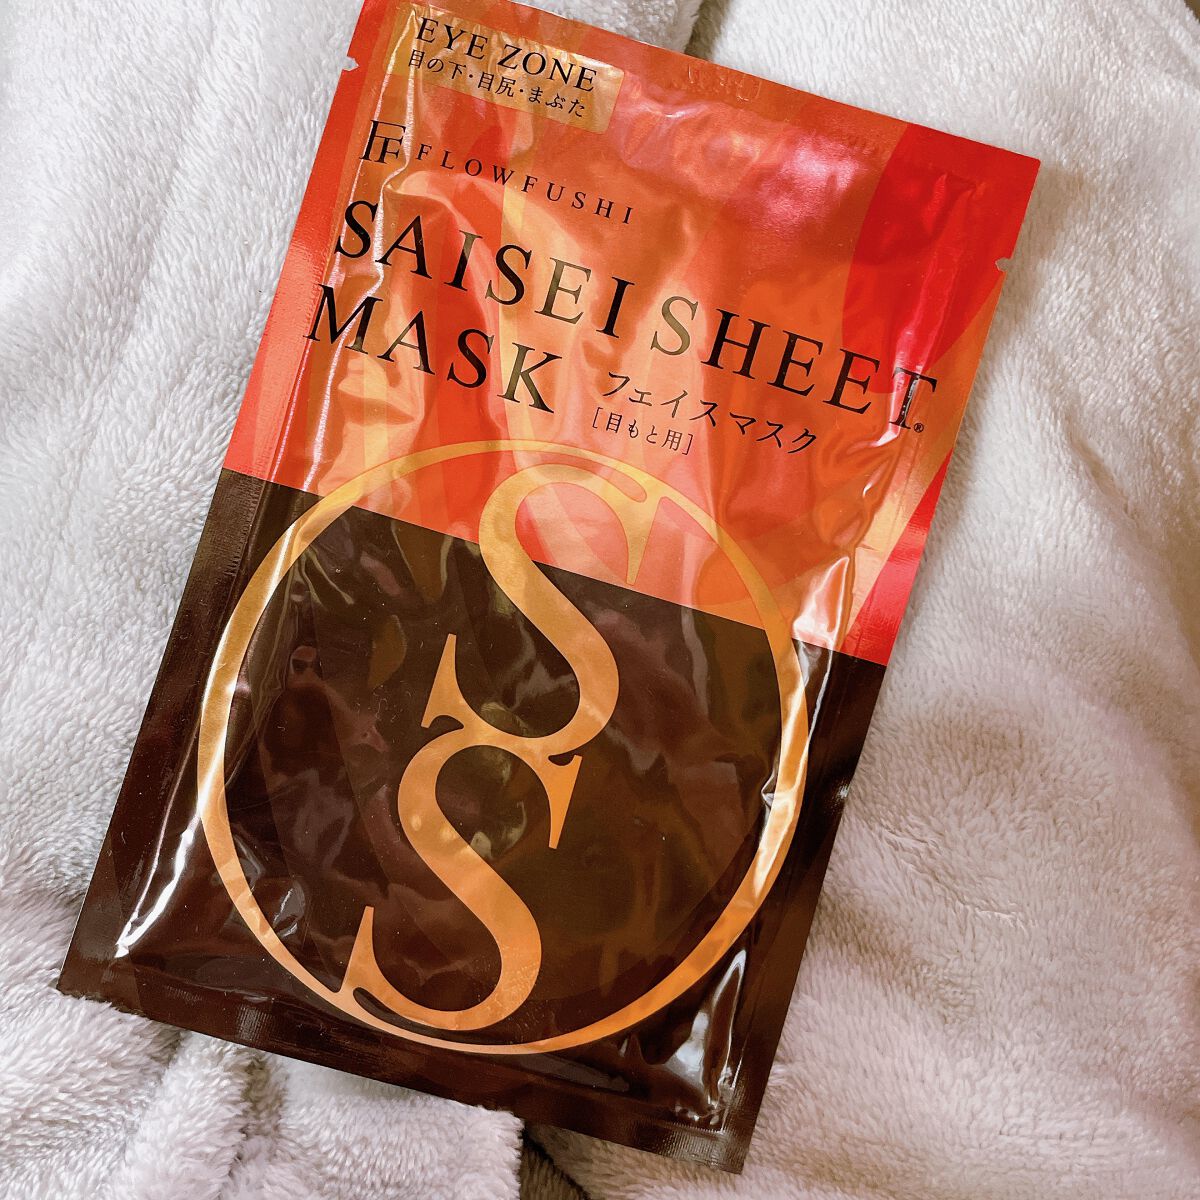 EYE ZONE
目の下・目尻・まぶた
FF FLOWFUSHI
SAISEI SHEET
MASK フェイスマスク
[目もと用]
®
SS